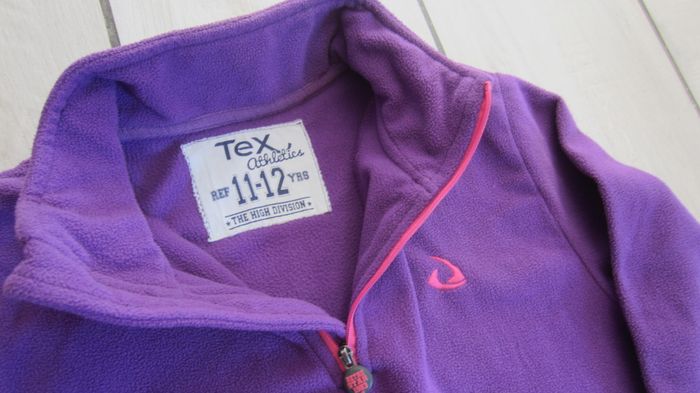 Tex
Athletics
REF 11-12 YRS
★ THE HIGH DIVISION ★